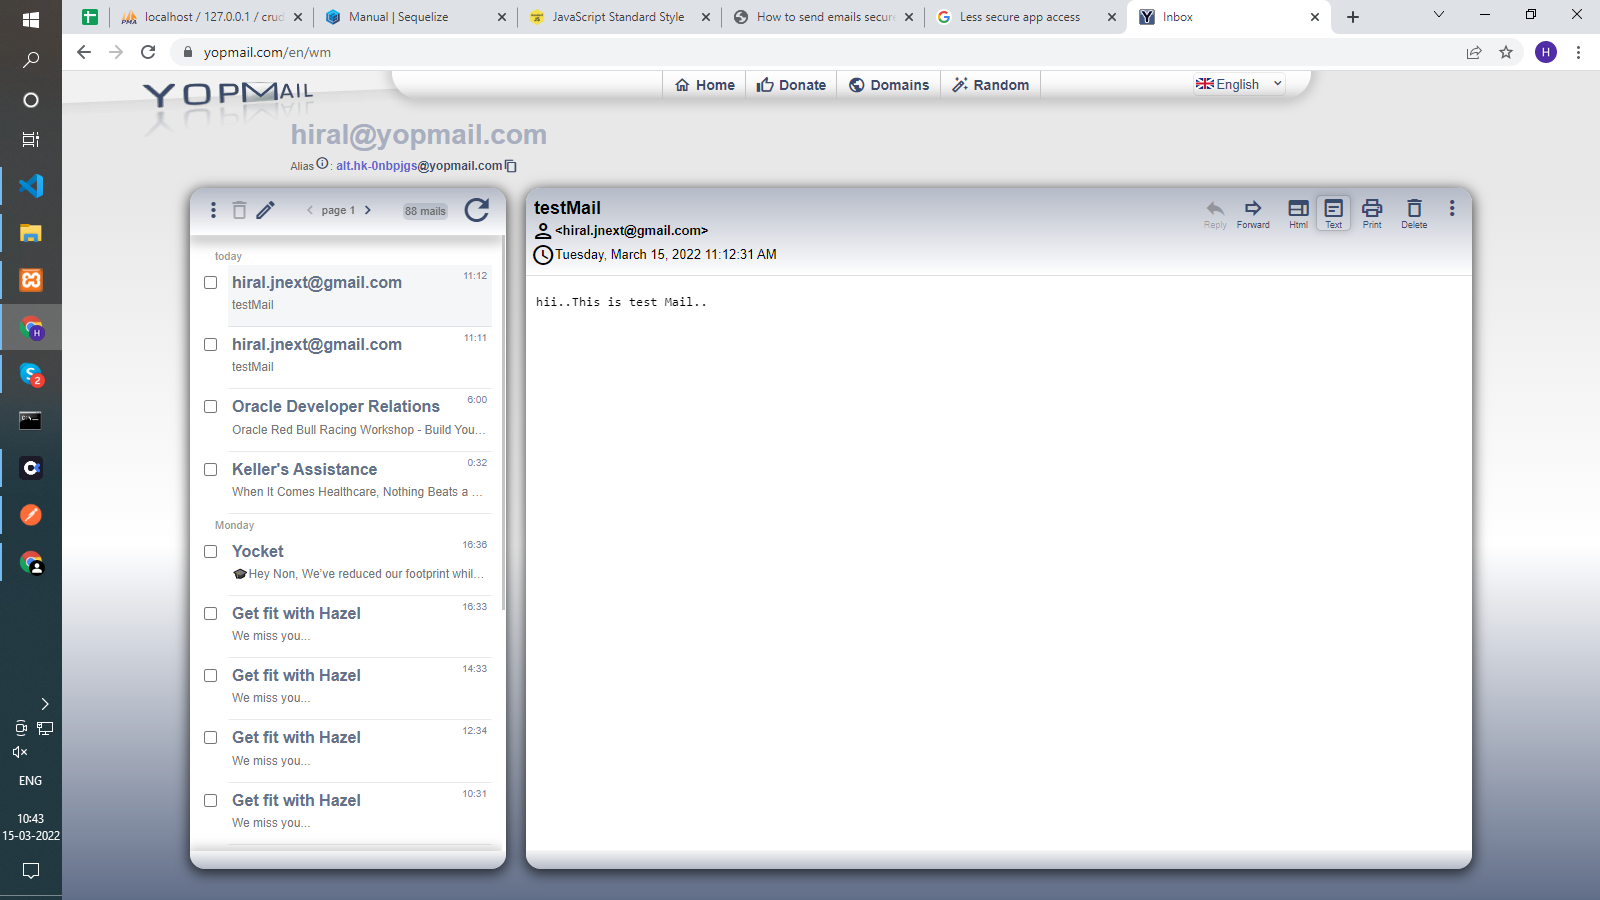 localhost / 127.0.0.1 / crud
Manual | Sequelize
JavaScript Standard Style
How to send emails secure
Less secure app access
Inbox
yopmail.com/en/wm
H
YOPMAIL
Home
Donate
Domains
Random
English
hiral@yopmail.com
Alias : alt.hk-0nbpjgs@yopmail.com
page 1
88 mails
today
hiral.jnext@gmail.com
11:12
testMail
hiral.jnext@gmail.com
11:11
testMail
Oracle Developer Relations
6:00
Oracle Red Bull Racing Workshop - Build You...
Keller's Assistance
0:32
When It Comes Healthcare, Nothing Beats a ...
Monday
Yocket
16:36
🎓Hey Non, We've reduced our footprint whil...
Get fit with Hazel
16:33
We miss you...
Get fit with Hazel
14:33
We miss you...
Get fit with Hazel
12:34
We miss you...
Get fit with Hazel
10:31
We miss you...
testMail
<hiral.jnext@gmail.com>
Tuesday, March 15, 2022 11:12:31 AM
Reply
Forward
Html
Text
Print
Delete
hii..This is test Mail..
2
ENG
10:43
15-03-2022